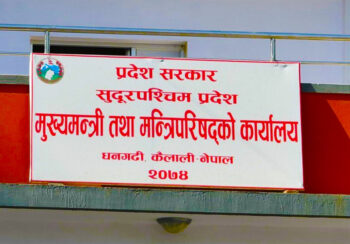 प्रदेश सरकार
सुदूरपश्चिम प्रदेश
मुख्यमन्त्री तथा मन्त्रिपरिषद्को कार्यालय
धनगढी, कैलाली नेपाल
२०७४